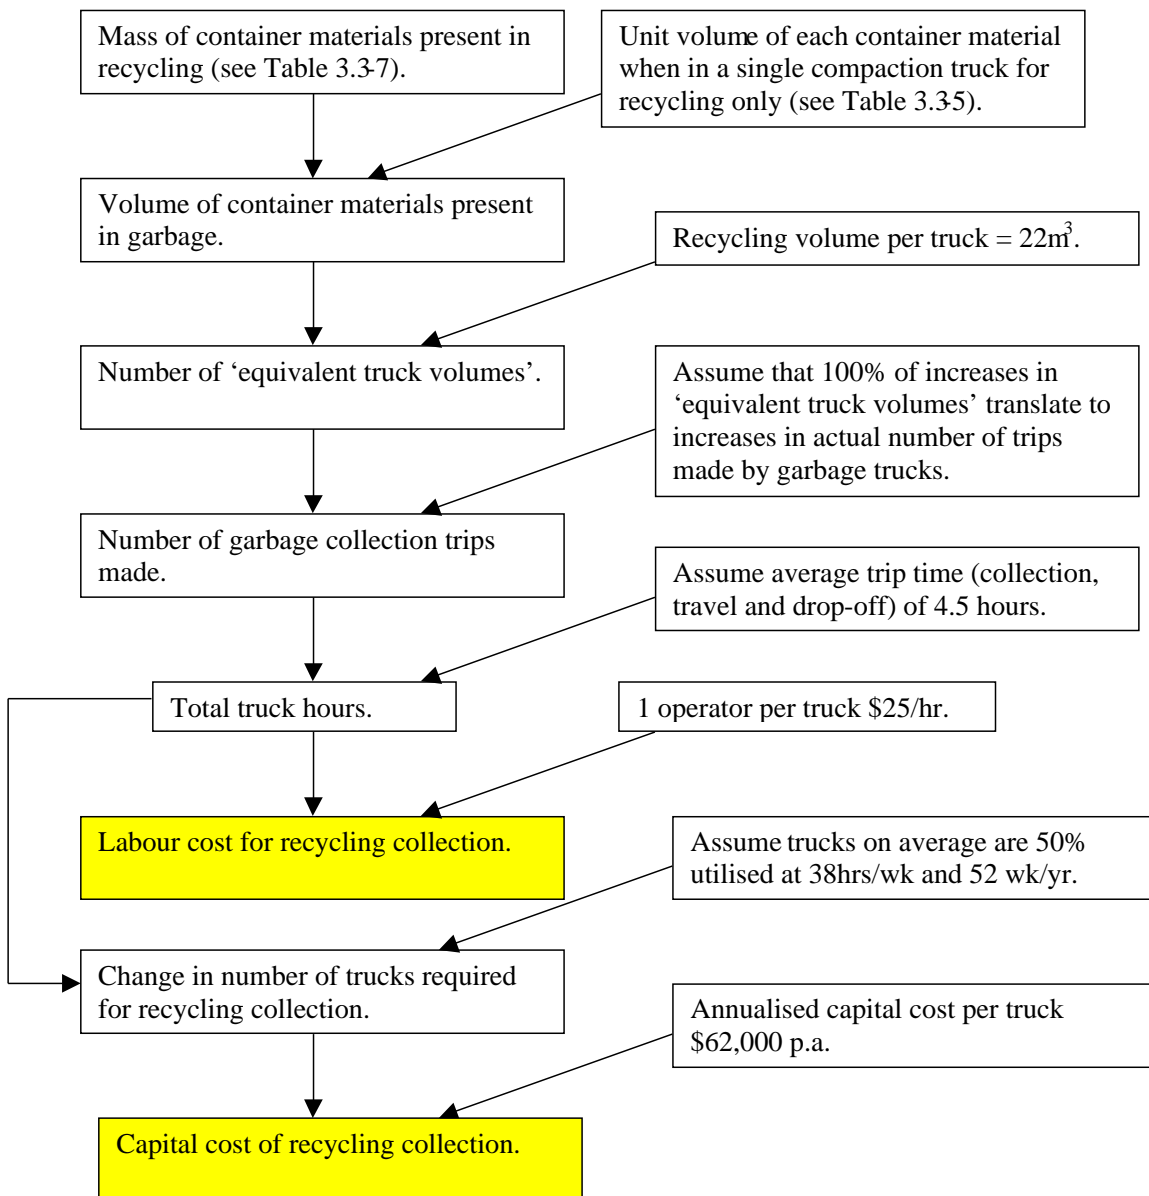 Mass of container materials present in
recycling (see Table 3.3-7).
Unit volume of each container material
when in a single compaction truck for
recycling only (see Table 3.3-5).
Volume of container materials present
in garbage.
Recycling volume per truck = 22m³.
Number of ‘equivalent truck volumes’.
Assume that 100% of increases in
‘equivalent truck volumes’ translate to
increases in actual number of trips
made by garbage trucks.
Number of garbage collection trips
made.
Assume average trip time (collection,
travel and drop-off) of 4.5 hours.
Total truck hours.
1 operator per truck $25/hr.
Labour cost for recycling collection.
Assume trucks on average are 50%
utilised at 38hrs/wk and 52 wk/yr.
Change in number of trucks required
for recycling collection.
Annualised capital cost per truck
$62,000 p.a.
Capital cost of recycling collection.